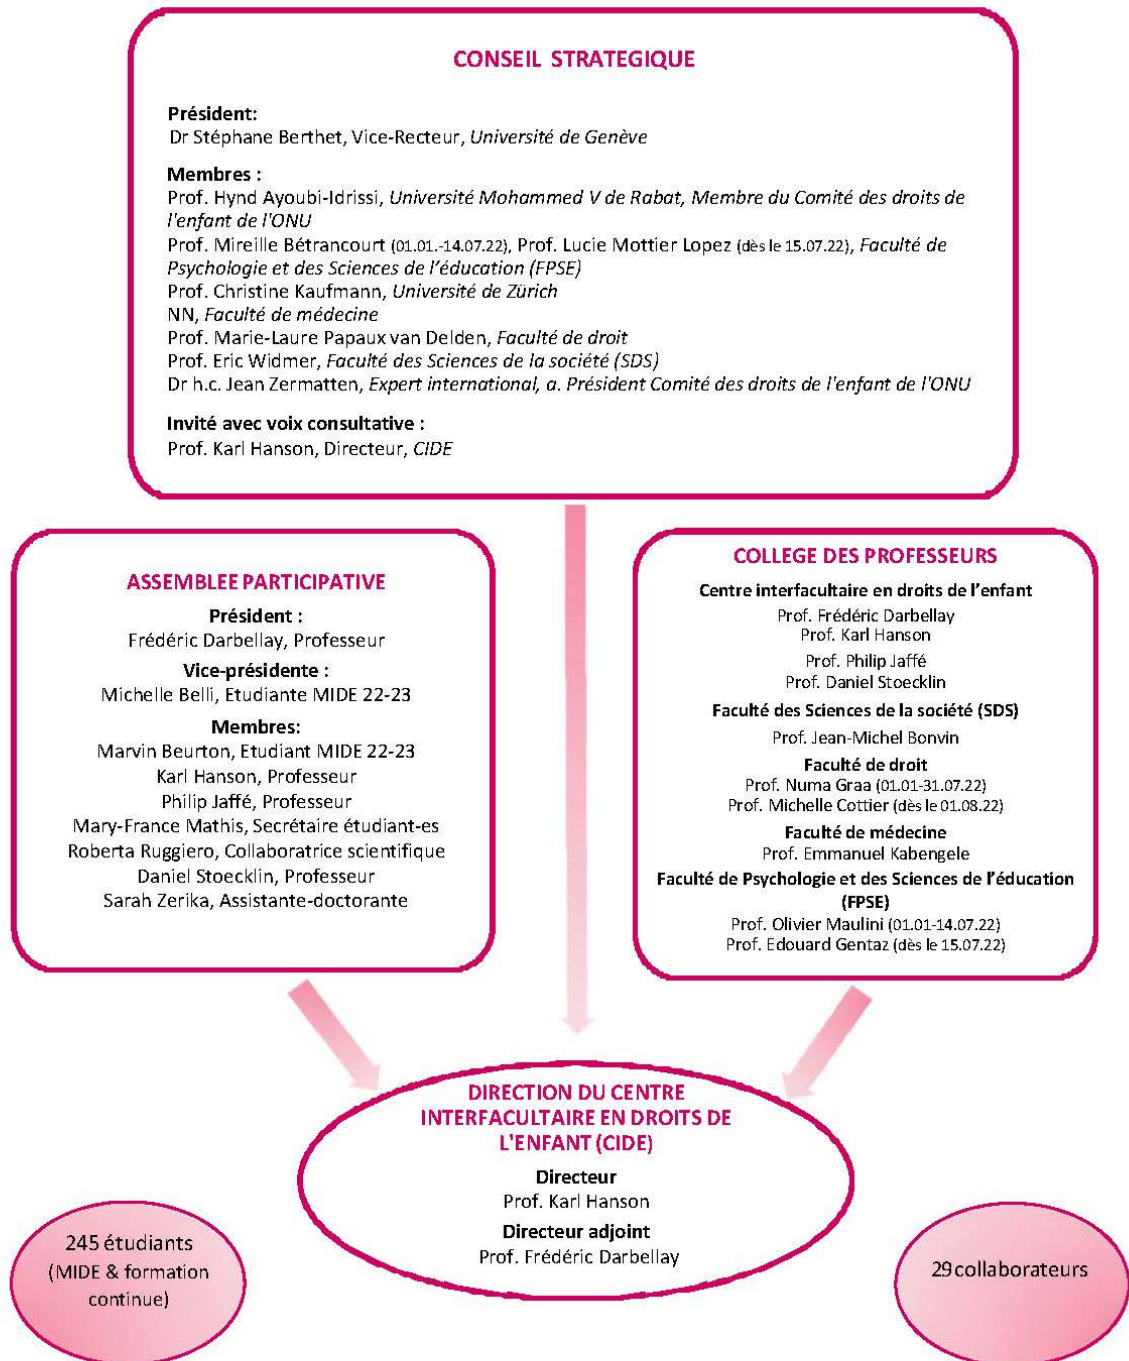 CONSEIL STRATEGIQUE
Président:
Dr Stéphane Berthet, Vice-Recteur, Université de Genève
Membres :
Prof. Hynd Ayoubi-Idrissi, Université Mohammed V de Rabat, Membre du Comité des droits de
l'enfant de l'ONU
Prof. Mireille Bétrancourt (01.01.-14.07.22), Prof. Lucie Mottier Lopez (dès le 15.07.22), Faculté de
Psychologie et des Sciences de l'éducation (FPSE)
Prof. Christine Kaufmann, Université de Zürich
NN, Faculté de médecine
Prof. Marie-Laure Papaux van Delden, Faculté de droit
Prof. Eric Widmer, Faculté des Sciences de la société (SDS)
Dr h.c. Jean Zermatten, Expert international, a. Président Comité des droits de l'enfant de l'ONU
Invité avec voix consultative :
Prof. Karl Hanson, Directeur, CIDE
ASSEMBLEE PARTICIPATIVE
Président :
Frédéric Darbellay, Professeur
Vice-présidente :
Michelle Belli, Etudiante MIDE 22-23
Membres:
Marvin Beurton, Etudiant MIDE 22-23
Karl Hanson, Professeur
Philip Jaffé, Professeur
Mary-France Mathis, Secrétaire étudiant-es
Roberta Ruggiero, Collaboratrice scientifique
Daniel Stoecklin, Professeur
Sarah Zerika, Assistante-doctorante
COLLEGE DES PROFESSEURS
Centre interfacultaire en droits de l'enfant
Prof. Frédéric Darbellay
Prof. Karl Hanson
Prof. Philip Jaffé
Prof. Daniel Stoecklin
Faculté des Sciences de la société (SDS)
Prof. Jean-Michel Bonvin
Faculté de droit
Prof. Numa Graa (01.01-31.07.22)
Prof. Michelle Cottier (dès le 01.08.22)
Faculté de médecine
Prof. Emmanuel Kabengele
Faculté de Psychologie et des Sciences de l'éducation
(FPSE)
Prof. Olivier Maulini (01.01-14.07.22)
Prof. Edouard Gentaz (dès le 15.07.22)
DIRECTION DU CENTRE
INTERFACULTAIRE EN DROITS DE
L'ENFANT (CIDE)
Directeur
Prof. Karl Hanson
Directeur adjoint
Prof. Frédéric Darbellay
245 étudiants
(MIDE & formation
continue)
29 collaborateurs